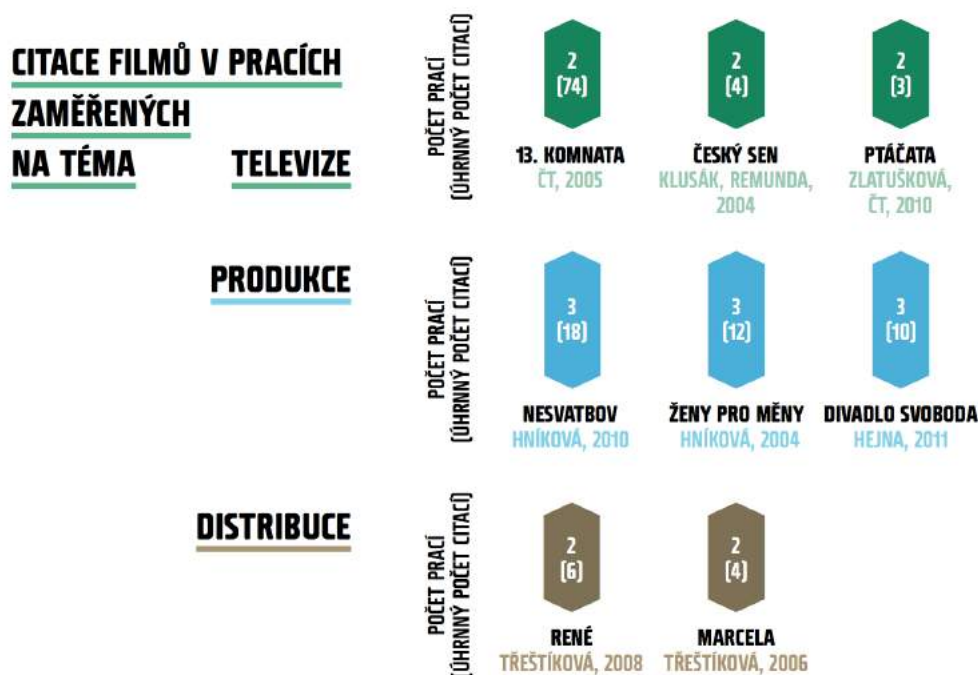 CITACE FILMŮ V PRACÍCH
ZAMĚŘENÝCH
NA TÉMA TELEVIZE
POČET PRACÍ
(ÚHRNNÝ POČET CITACÍ)
2
(74)
13. KOMNATA
ČT, 2005
2
(4)
ČESKÝ SEN
KLUSÁK, REMUNDA,
2004
2
(3)
PTÁČATA
ZLATUŠKOVÁ,
ČT, 2010
PRODUKCE
POČET PRACÍ
(ÚHRNNÝ POČET CITACÍ)
3
(18)
NESVATBOV
HNÍKOVÁ, 2010
3
(12)
ŽENY PRO MĚNY
HNÍKOVÁ, 2004
3
(10)
DIVADLO SVOBODA
HEJNA, 2011
DISTRIBUCE
POČET PRACÍ
(ÚHRNNÝ POČET CITACÍ)
2
(6)
RENÉ
TŘEŠTÍKOVÁ, 2008
2
(4)
MARCELA
TŘEŠTÍKOVÁ, 2006